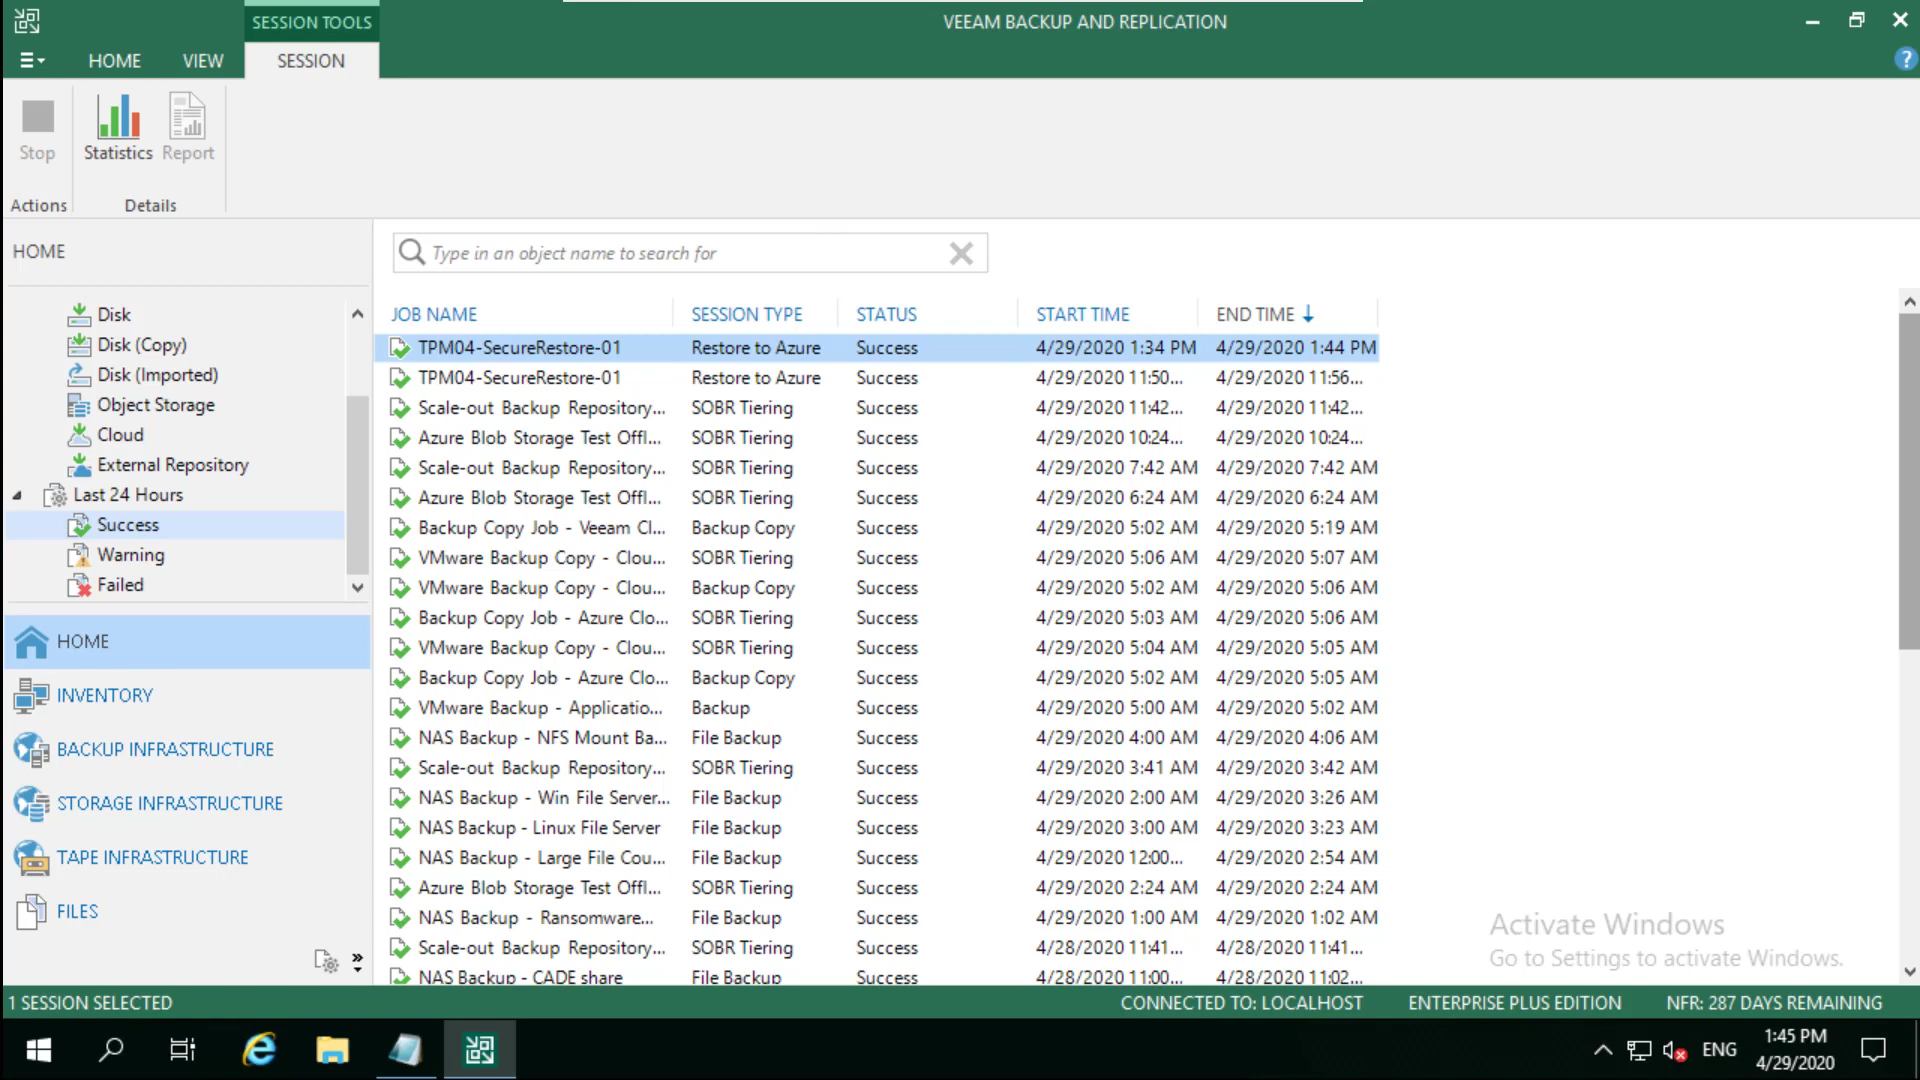 SESSION TOOLS
VEEAM BACKUP AND REPLICATION
HOME VIEW SESSION
?
Stop Statistics Report
Actions Details
HOME
Disk
Disk (Copy)
Disk (Imported)
Object Storage
Cloud
External Repository
Last 24 Hours
Success
Warning
Failed
HOME
INVENTORY
BACKUP INFRASTRUCTURE
STORAGE INFRASTRUCTURE
TAPE INFRASTRUCTURE
FILES
Type in an object name to search for
JOB NAME SESSION TYPE STATUS START TIME END TIME
TPM04-SecureRestore-01 Restore to Azure Success 4/29/2020 1:34 PM 4/29/2020 1:44 PM
TPM04-SecureRestore-01 Restore to Azure Success 4/29/2020 11:50... 4/29/2020 11:56...
Scale-out Backup Repository... SOBR Tiering Success 4/29/2020 11:42... 4/29/2020 11:42...
Azure Blob Storage Test Offl... SOBR Tiering Success 4/29/2020 10:24... 4/29/2020 10:24...
Scale-out Backup Repository... SOBR Tiering Success 4/29/2020 7:42 AM 4/29/2020 7:42 AM
Azure Blob Storage Test Offl... SOBR Tiering Success 4/29/2020 6:24 AM 4/29/2020 6:24 AM
Backup Copy Job - Veeam Cl... Backup Copy Success 4/29/2020 5:02 AM 4/29/2020 5:19 AM
VMware Backup Copy - Clou... SOBR Tiering Success 4/29/2020 5:06 AM 4/29/2020 5:07 AM
VMware Backup Copy - Clou... Backup Copy Success 4/29/2020 5:02 AM 4/29/2020 5:06 AM
Backup Copy Job - Azure Clo... SOBR Tiering Success 4/29/2020 5:03 AM 4/29/2020 5:06 AM
VMware Backup Copy - Clou... SOBR Tiering Success 4/29/2020 5:04 AM 4/29/2020 5:05 AM
Backup Copy Job - Azure Clo... Backup Copy Success 4/29/2020 5:02 AM 4/29/2020 5:05 AM
VMware Backup - Applicatio... Backup Success 4/29/2020 5:00 AM 4/29/2020 5:02 AM
NAS Backup - NFS Mount Ba... File Backup Success 4/29/2020 4:00 AM 4/29/2020 4:06 AM
Scale-out Backup Repository... SOBR Tiering Success 4/29/2020 3:41 AM 4/29/2020 3:42 AM
NAS Backup - Win File Server... File Backup Success 4/29/2020 2:00 AM 4/29/2020 3:26 AM
NAS Backup - Linux File Server File Backup Success 4/29/2020 3:00 AM 4/29/2020 3:23 AM
NAS Backup - Large File Cou... File Backup Success 4/29/2020 12:00... 4/29/2020 2:54 AM
Azure Blob Storage Test Offl... SOBR Tiering Success 4/29/2020 2:24 AM 4/29/2020 2:24 AM
NAS Backup - Ransomware... File Backup Success 4/29/2020 1:00 AM 4/29/2020 1:02 AM
Scale-out Backup Repository... SOBR Tiering Success 4/28/2020 11:41... 4/28/2020 11:41...
NAS Backup - CADE share File Backup Success 4/28/2020 11:00... 4/28/2020 11:02...
Activate Windows
Go to Settings to activate Windows.
1 SESSION SELECTED CONNECTED TO: LOCALHOST ENTERPRISE PLUS EDITION NFR: 287 DAYS REMAINING
ENG 1:45 PM
4/29/2020